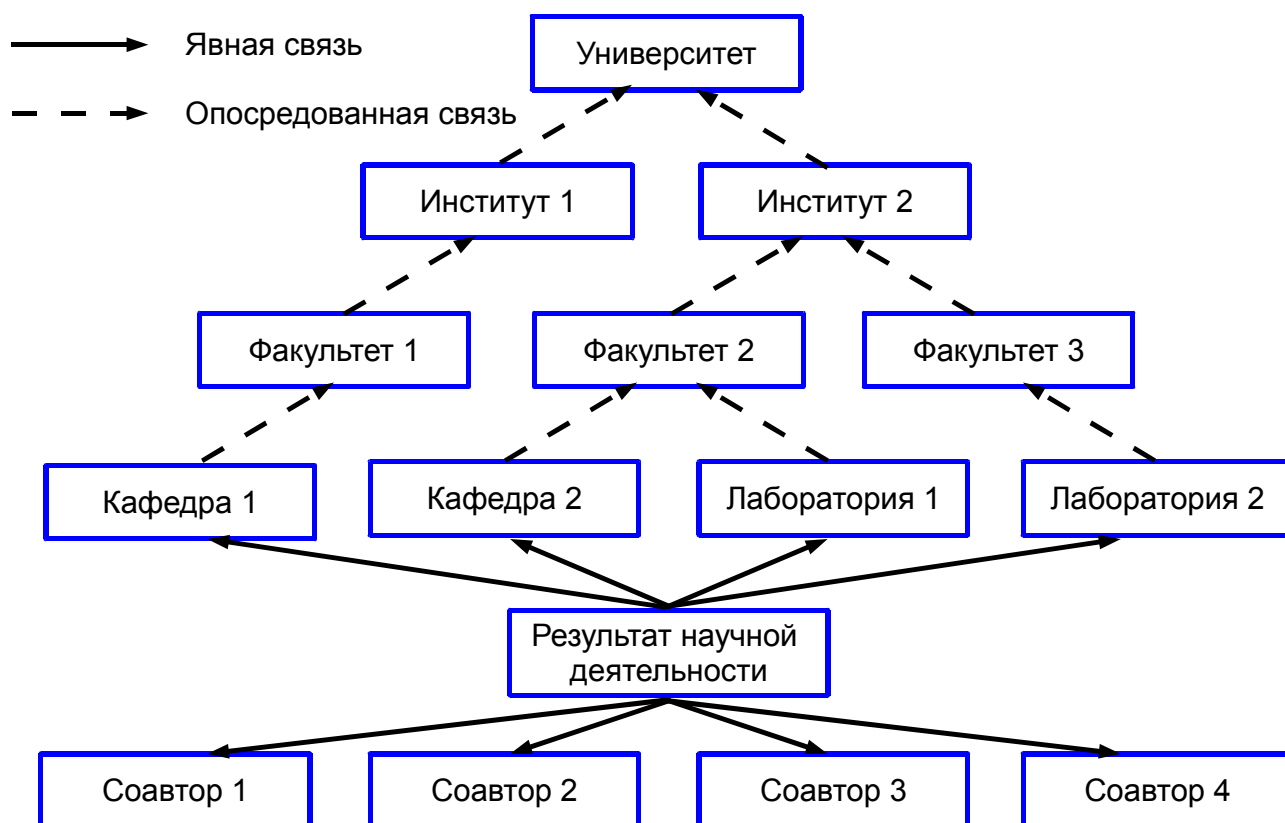 Явная связь
Университет
Опосредованная связь
Институт 1
Институт 2
Факультет 1
Факультет 2
Факультет 3
Кафедра 1
Кафедра 2
Лаборатория 1
Лаборатория 2
Результат научной
деятельности
Соавтор 1
Соавтор 2
Соавтор 3
Соавтор 4